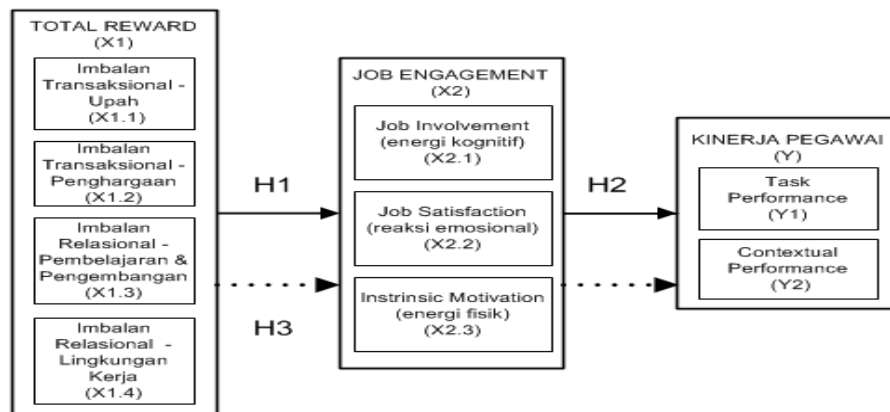 TOTAL REWARD
(X1)
Imbalan
Transaksional -
Upah
(X1.1)
Imbalan
Transaksional -
Penghargaan
(X1.2)
Imbalan
Relasional -
Pembelajaran &
Pengembangan
(X1.3)
Imbalan
Relasional -
Lingkungan
Kerja
(X1.4)
H1
H3
JOB ENGAGEMENT
(X2)
Job Involvement
(energi kognitif)
(X2.1)
Job Satisfaction
(reaksi emosional)
(X2.2)
Instrinsic Motivation
(energi fisik)
(X2.3)
H2
KINERJA PEGAWAI
(Y)
Task
Performance
(Y1)
Contextual
Performance
(Y2)